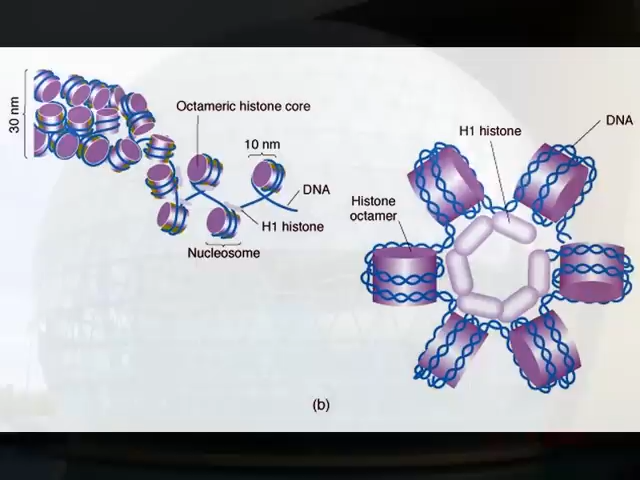 30 nm
Octameric histone core
10 nm
DNA
H1 histone
Nucleosome
H1 histone
DNA
Histone
octamer
(b)